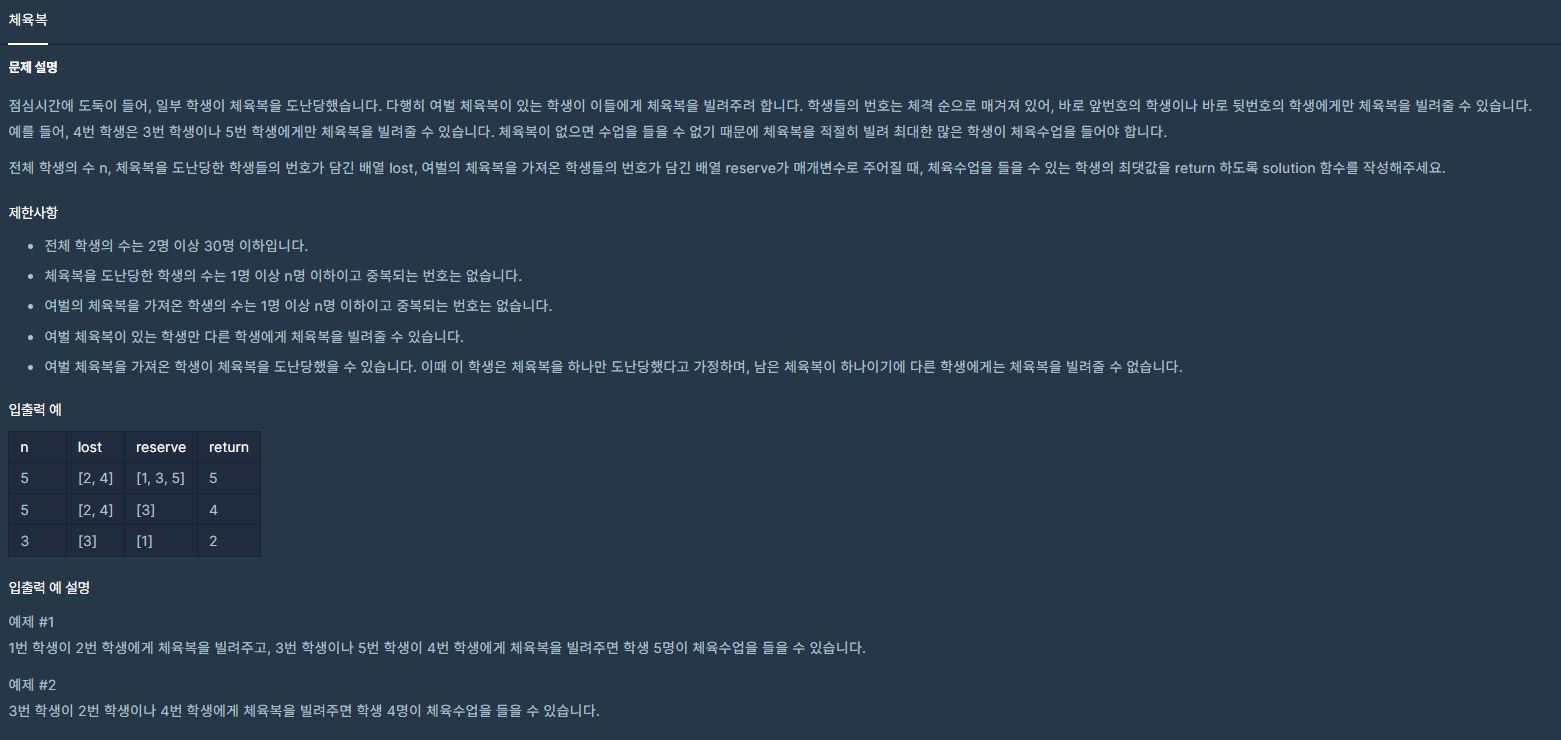 체육복
문제 설명
점심시간에 도둑이 들어, 일부 학생이 체육복을 도난당했습니다. 다행히 여벌 체육복이 있는 학생이 이들에게 체육복을 빌려주려 합니다. 학생들의 번호는 체격 순으로 매겨져 있어, 바로 앞번호의 학생이나 바로 뒷번호의 학생에게만 체육복을 빌려줄 수 있습니다.
예를 들어, 4번 학생은 3번 학생이나 5번 학생에게만 체육복을 빌려줄 수 있습니다. 체육복이 없으면 수업을 들을 수 없기 때문에 체육복을 적절히 빌려 최대한 많은 학생이 체육수업을 들어야 합니다.
전체 학생의 수 n, 체육복을 도난당한 학생들의 번호가 담긴 배열 lost, 여벌의 체육복을 가져온 학생들의 번호가 담긴 배열 reserve가 매개변수로 주어질 때, 체육수업을 들을 수 있는 학생의 최댓값을 return 하도록 solution 함수를 작성해주세요.
제한사항
• 전체 학생의 수는 2명 이상 30명 이하입니다.
• 체육복을 도난당한 학생의 수는 1명 이상 n명 이하이고 중복되는 번호는 없습니다.
• 여벌의 체육복을 가져온 학생의 수는 1명 이상 n명 이하이고 중복되는 번호는 없습니다.
• 여벌 체육복이 있는 학생만 다른 학생에게 체육복을 빌려줄 수 있습니다.
• 여벌 체육복을 가져온 학생이 체육복을 도난당했을 수 있습니다. 이때 이 학생은 체육복을 하나만 도난당했다고 가정하며, 남은 체육복이 하나이기에 다른 학생에게는 체육복을 빌려줄 수 없습니다.
입출력 예
n lost reserve return
5 [2, 4] [1, 3, 5] 5
5 [2, 4] [3] 4
3 [3] [1] 2
입출력 예 설명
예제 #1
1번 학생이 2번 학생에게 체육복을 빌려주고, 3번 학생이나 5번 학생이 4번 학생에게 체육복을 빌려주면 학생 5명이 체육수업을 들을 수 있습니다.
예제 #2
3번 학생이 2번 학생이나 4번 학생에게 체육복을 빌려주면 학생 4명이 체육수업을 들을 수 있습니다.